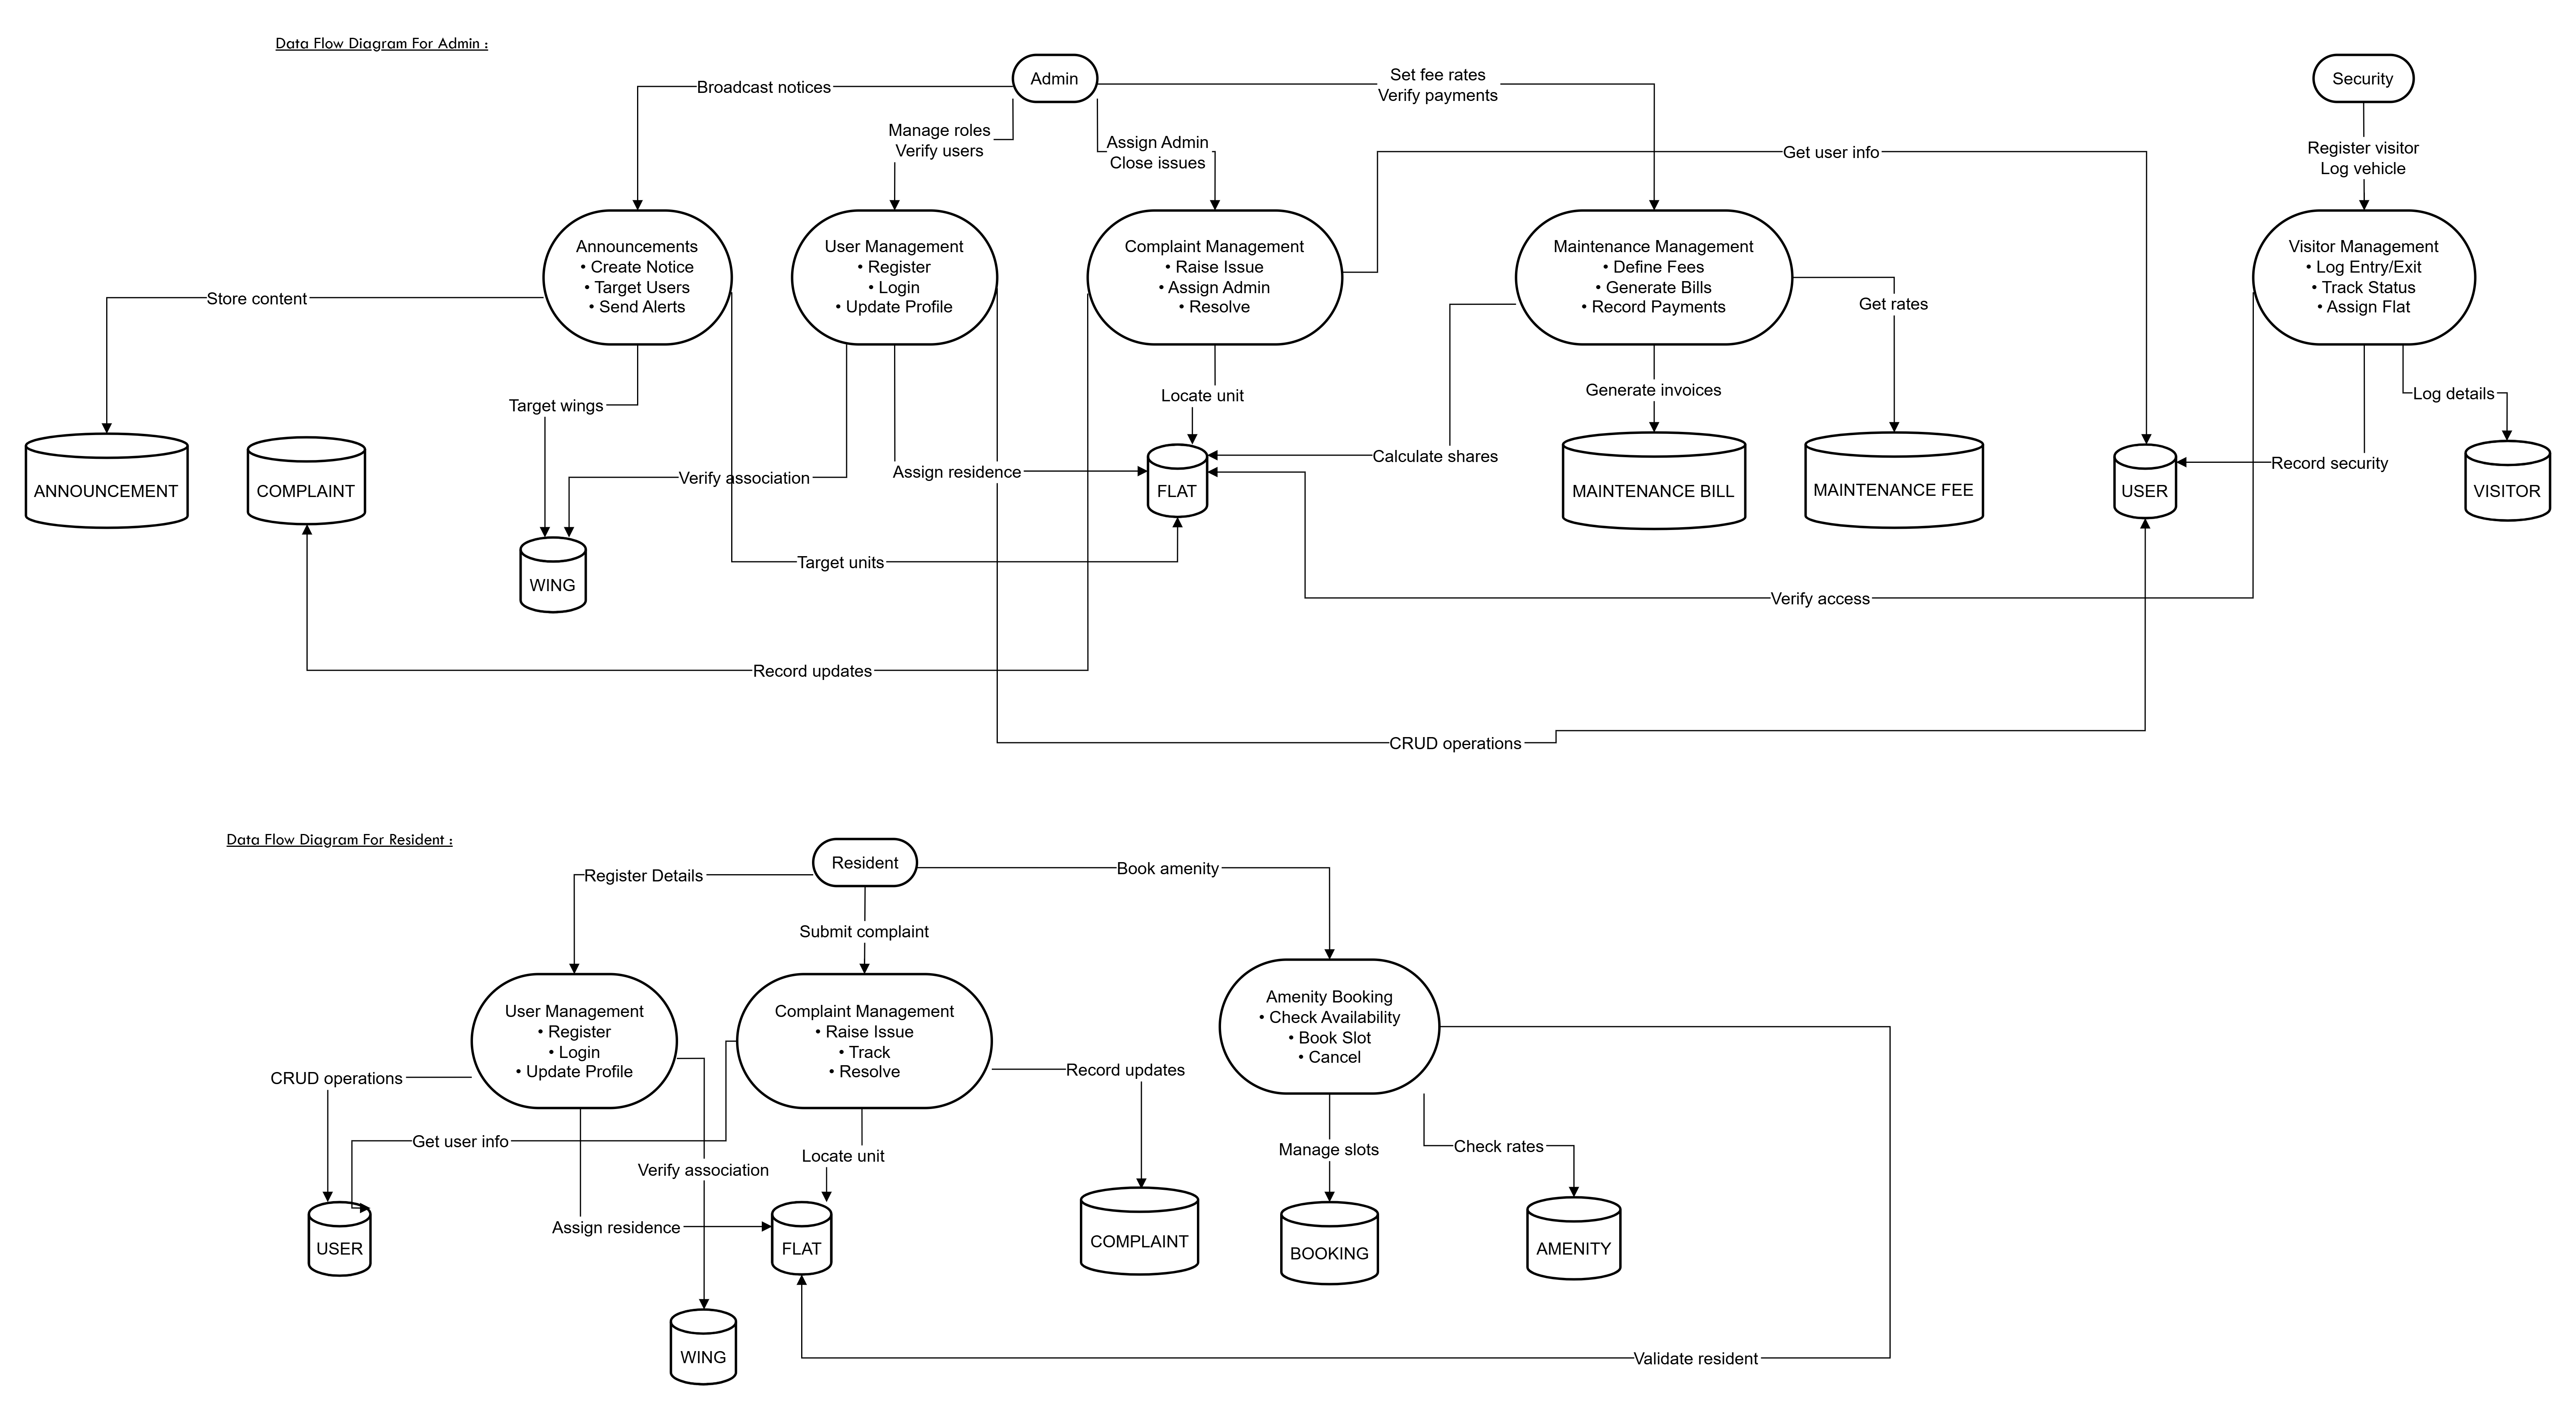 Data Flow Diagram For Admin :
Admin
Security
Broadcast notices
Set fee rates
Verify payments
Manage roles
Verify users
Assign Admin
Close issues
Get user info
Register visitor
Log vehicle
Announcements
• Create Notice
• Target Users
• Send Alerts
User Management
• Register
• Login
• Update Profile
Complaint Management
• Raise Issue
• Assign Admin
• Resolve
Maintenance Management
• Define Fees
• Generate Bills
• Record Payments
Visitor Management
• Log Entry/Exit
• Track Status
• Assign Flat
Store content
Get rates
Target wings
Locate unit
Generate invoices
Log details
Verify association
Assign residence
Calculate shares
Record security
ANNOUNCEMENT
COMPLAINT
FLAT
MAINTENANCE BILL
MAINTENANCE FEE
USER
VISITOR
WING
Target units
Verify access
Record updates
CRUD operations
Data Flow Diagram For Resident :
Resident
Register Details
Book amenity
Submit complaint
User Management
• Register
• Login
• Update Profile
Complaint Management
• Raise Issue
• Track
• Resolve
Amenity Booking
• Check Availability
• Book Slot
• Cancel
CRUD operations
Record updates
Get user info
Verify association
Locate unit
Manage slots
Check rates
Assign residence
USER
FLAT
COMPLAINT
BOOKING
AMENITY
WING
Validate resident